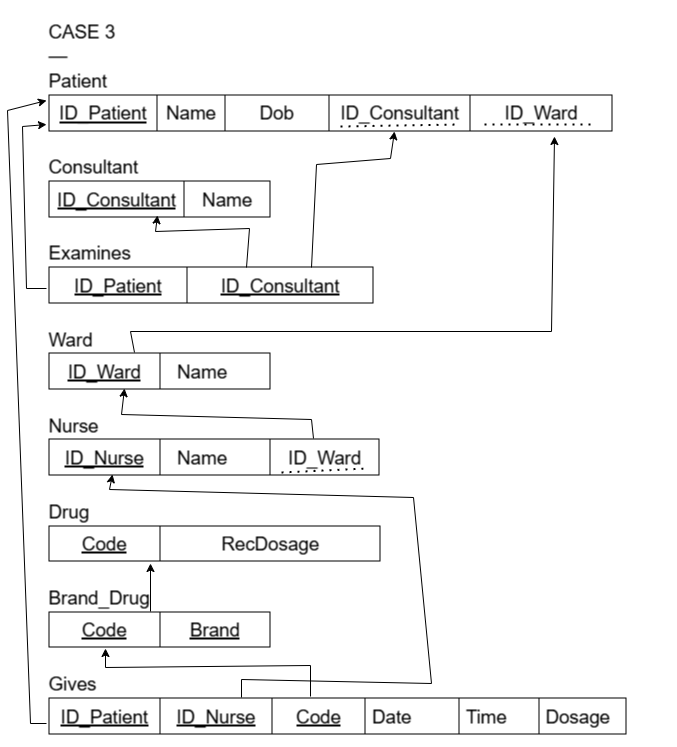 CASE 3
—
Patient
ID_Patient Name Dob ID_Consultant ID_Ward
Consultant
ID_Consultant Name
Examines
ID_Patient ID_Consultant
Ward
ID_Ward Name
Nurse
ID_Nurse Name ID_Ward
Drug
Code RecDosage
Brand_Drug
Code Brand
Gives
ID_Patient ID_Nurse Code Date Time Dosage